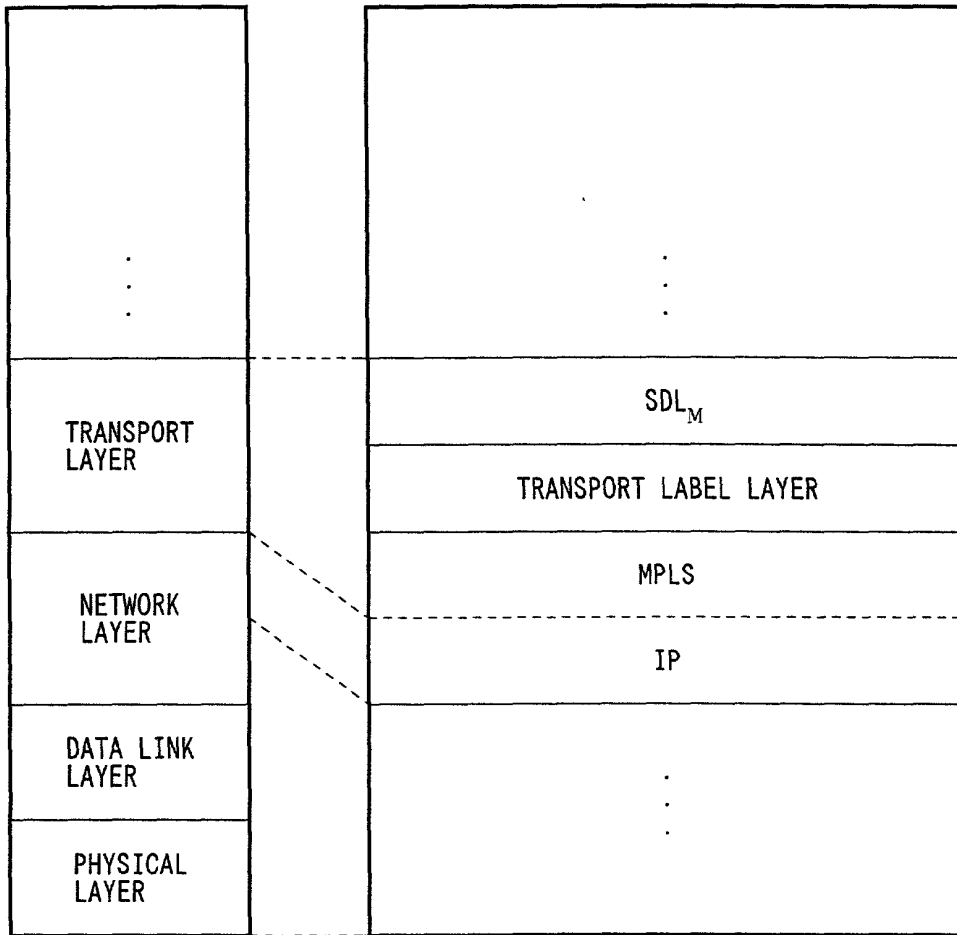 TRANSPORT
LAYER
NETWORK
LAYER
DATA LINK
LAYER
PHYSICAL
LAYER
SDL_M
TRANSPORT LABEL LAYER
MPLS
IP